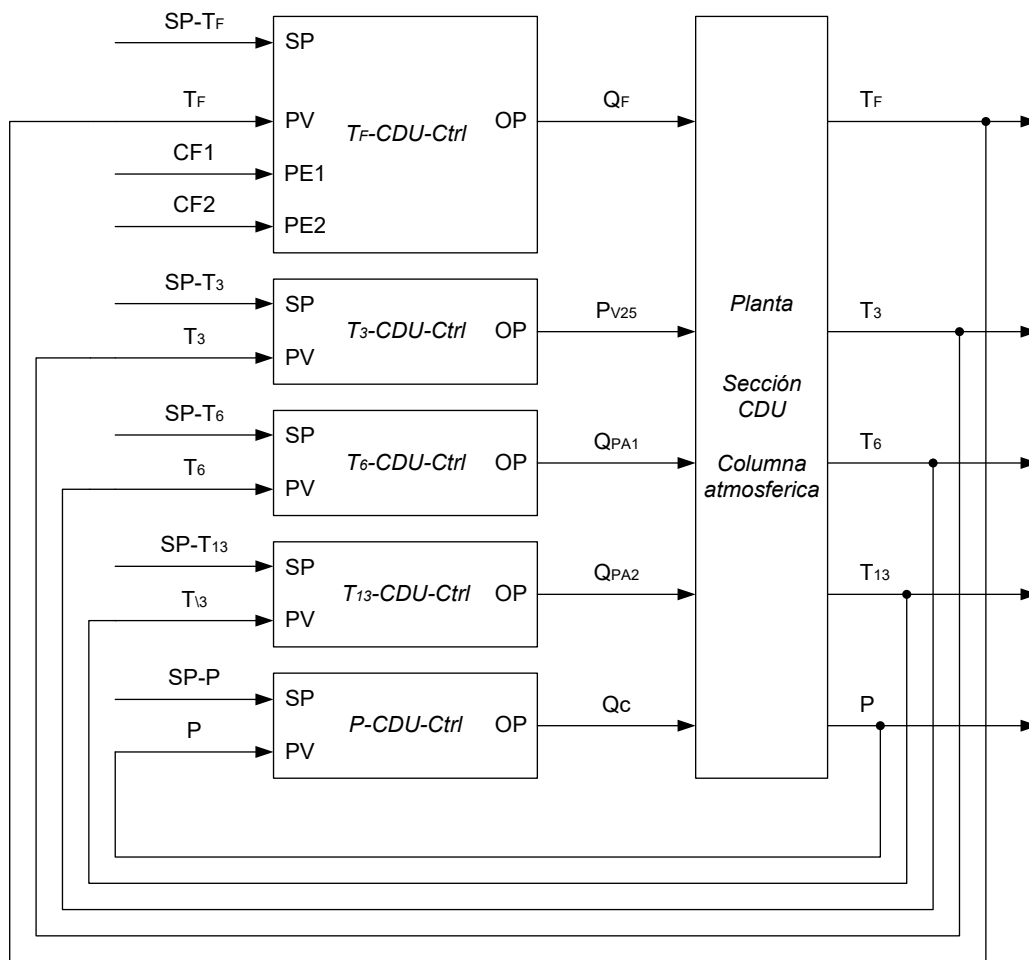 SP-TF
SP
TF
PV
TF-CDU-Ctrl
OP
QF
TF
CF1
PE1
CF2
PE2
SP-T3
SP
T3-CDU-Ctrl
OP
PV25
T3
T3
PV
Planta
Sección
CDU
Columna
atmosferica
SP-T6
SP
T6-CDU-Ctrl
OP
QPA1
T6
T6
PV
SP-T13
SP
T13-CDU-Ctrl
OP
QPA2
T13
T\3
PV
SP-P
SP
P-CDU-Ctrl
OP
Qc
P
P
PV